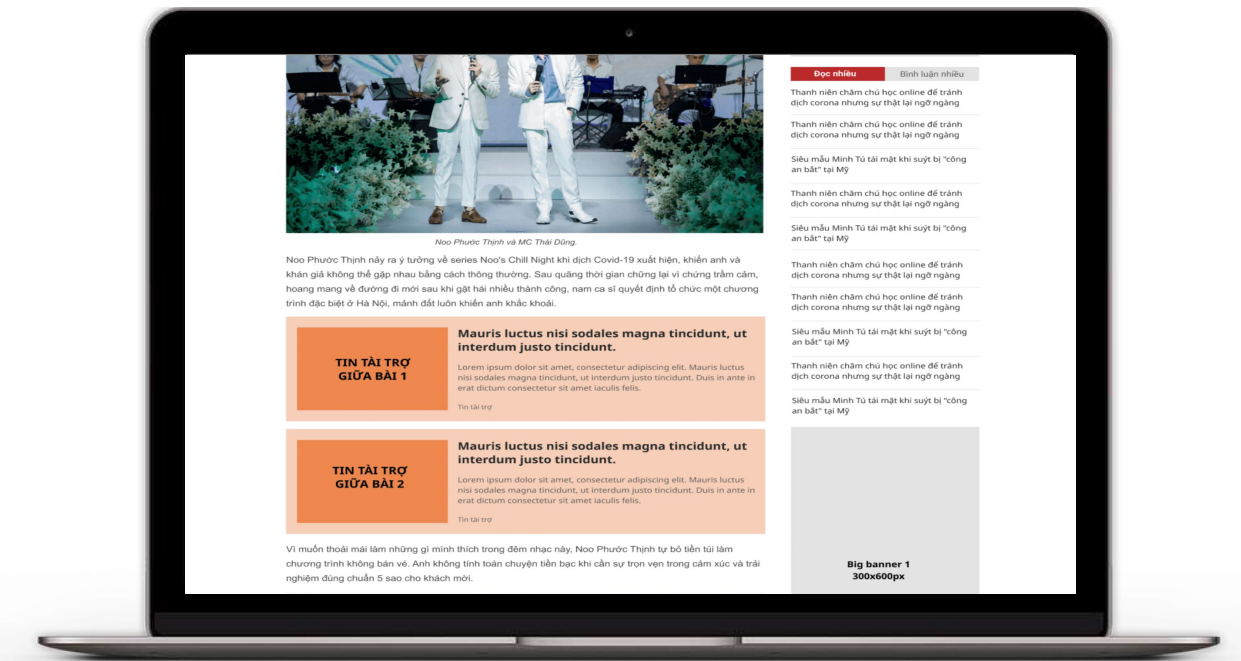 Noo Phước Thịnh và MC Thái Dũng.
Noo Phước Thịnh nảy ra ý tưởng về series Noo's Chill Night khi dịch Covid-19 xuất hiện, khiến anh và
khán giả không thể gặp nhau bằng cách thông thường. Sau quãng thời gian chững lại vì chứng trầm cảm,
hoang mang về đường đi mới sau khi gặt hái nhiều thành công, nam ca sĩ quyết định tổ chức một chương
trình đặc biệt ở Hà Nội, mảnh đất luôn khiến anh khắc khoải.
TIN TÀI TRỢ
GIỮA BÀI 1
Mauris luctus nisi sodales magna tincidunt, ut
interdum justo tincidunt.
Lorem ipsum dolor sit amet, consectetur adipiscing elit. Mauris luctus
nisi sodales magna tincidunt, ut interdum justo tincidunt. Duis in ante in
erat dictum consectetur sit amet iaculis felis.
Tin tài trợ
TIN TÀI TRỢ
GIỮA BÀI 2
Mauris luctus nisi sodales magna tincidunt, ut
interdum justo tincidunt.
Lorem ipsum dolor sit amet, consectetur adipiscing elit. Mauris luctus
nisi sodales magna tincidunt, ut interdum justo tincidunt. Duis in ante in
erat dictum consectetur sit amet iaculis felis.
Tin tài trợ
Vì muốn thoải mái làm những gì mình thích trong đêm nhạc này, Noo Phước Thịnh tự bỏ tiền túi làm
chương trình không bán vé. Anh không tính toán chuyện tiền bạc khi cần sự trọn vẹn trong cảm xúc và trải
nghiệm đúng chuẩn 5 sao cho khách mời.
Đọc nhiều
Bình luận nhiều
Thanh niên chăm chú học online để tránh
dịch corona nhưng sự thật lại ngỡ ngàng
Thanh niên chăm chú học online để tránh
dịch corona nhưng sự thật lại ngỡ ngàng
Siêu mẫu Minh Tú tái mặt khi suýt bị "công
an bắt" tại Mỹ
Thanh niên chăm chú học online để tránh
dịch corona nhưng sự thật lại ngỡ ngàng
Siêu mẫu Minh Tú tái mặt khi suýt bị "công
an bắt" tại Mỹ
Thanh niên chăm chú học online để tránh
dịch corona nhưng sự thật lại ngỡ ngàng
Thanh niên chăm chú học online để tránh
dịch corona nhưng sự thật lại ngỡ ngàng
Siêu mẫu Minh Tú tái mặt khi suýt bị "công
an bắt" tại Mỹ
Thanh niên chăm chú học online để tránh
dịch corona nhưng sự thật lại ngỡ ngàng
Siêu mẫu Minh Tú tái mặt khi suýt bị "công
an bắt" tại Mỹ
Big banner 1
300x600px